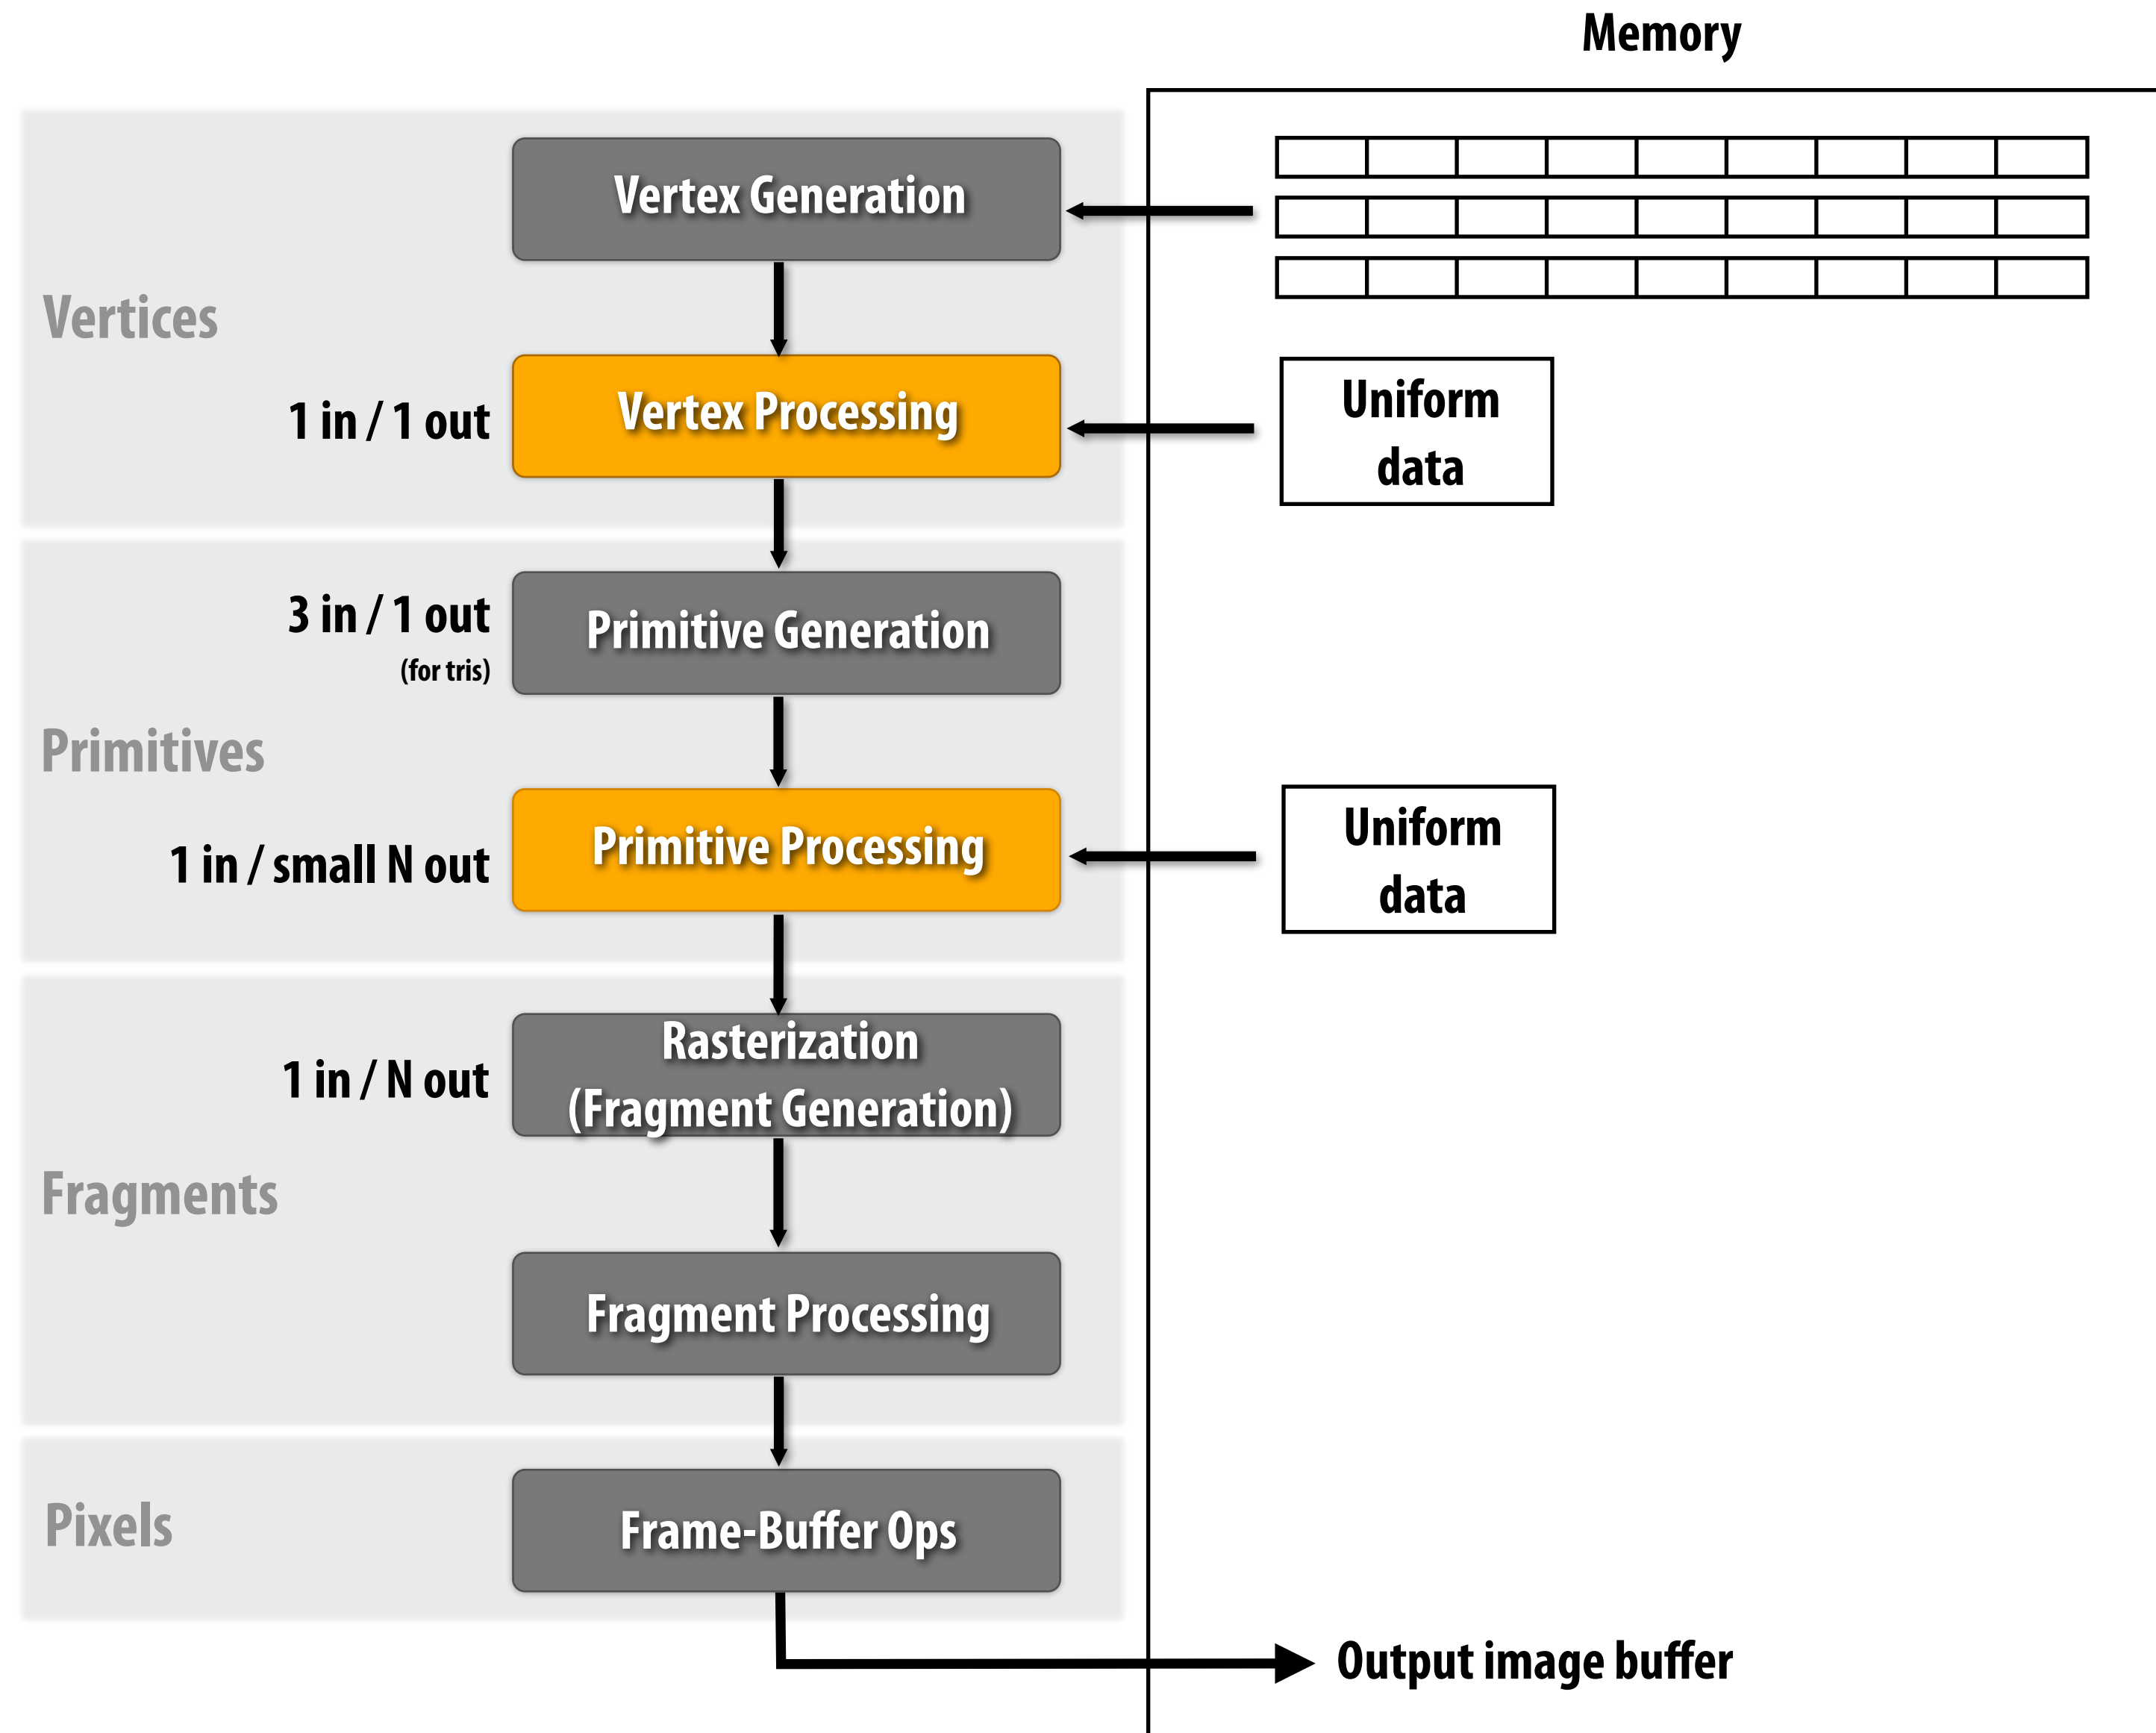 Memory
Vertex Generation
Vertices
1 in / 1 out
Vertex Processing
Uniform
data
3 in / 1 out
(for tris)
Primitive Generation
Primitives
1 in / small N out
Primitive Processing
Uniform
data
1 in / N out
Rasterization
(Fragment Generation)
Fragments
Fragment Processing
Pixels
Frame-Buffer Ops
Output image buffer